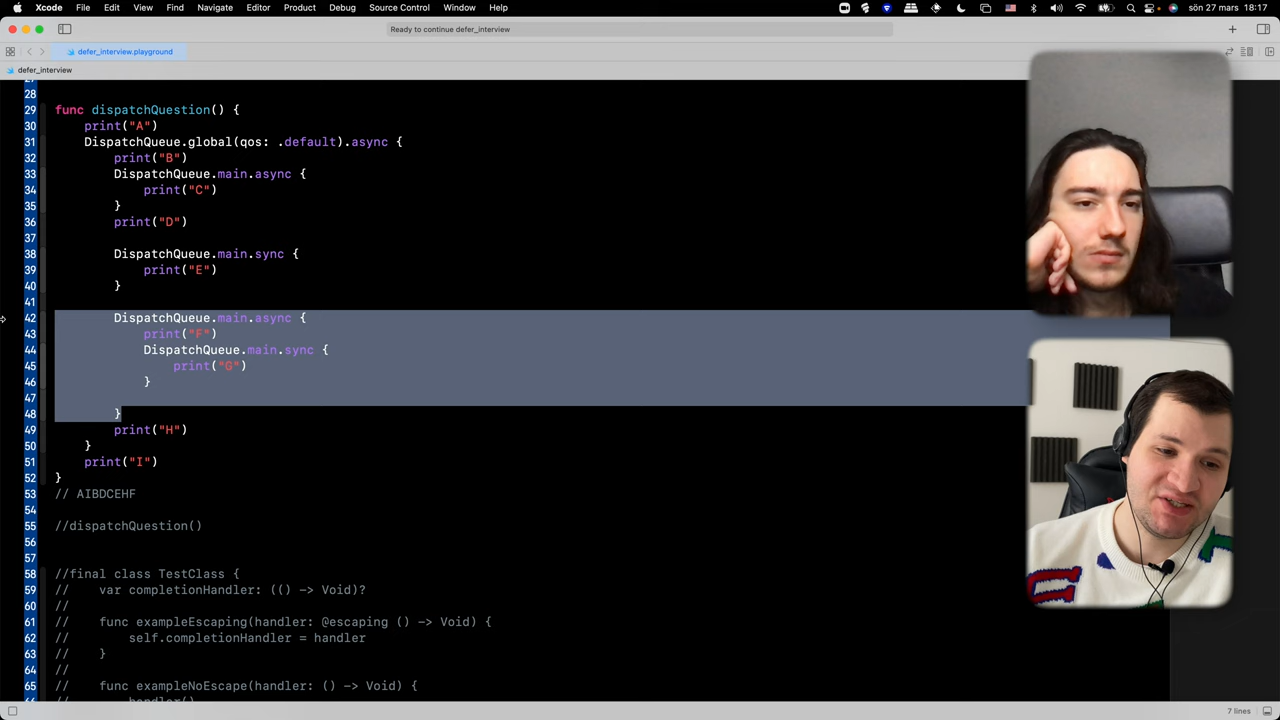 Xcode File Edit View Find Navigate Editor Product Debug Source Control Window Help sön 27 mars 18:17
Ready to continue defer_interview
defer_interview.playground
defer_interview
27
28
29 func dispatchQuestion() {
30 print("A")
31 DispatchQueue.global(qos: .default).async {
32 print("B")
33 DispatchQueue.main.async {
34 print("C")
35 }
36 print("D")
37
38 DispatchQueue.main.sync {
39 print("E")
40 }
41
42 DispatchQueue.main.async {
43 print("F")
44 DispatchQueue.main.sync {
45 print("G")
46 }
47
48 }
49 print("H")
50 }
51 print("I")
52 }
53 // AIBDCEHF
54
55 //dispatchQuestion()
56
57
58 //final class TestClass {
59 // var completionHandler: (() -> Void)?
60 //
61 // func exampleEscaping(handler: @escaping () -> Void) {
62 // self.completionHandler = handler
63 // }
64 //
65 // func exampleNoEscape(handler: () -> Void) {
66 // handler()
7 lines